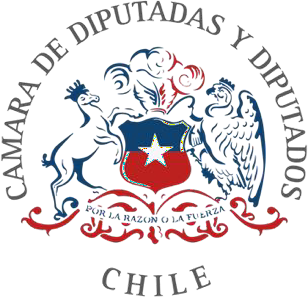 CAMARA DE DIPUTADAS Y DIPUTADOS
POR LA RAZON O LA FUERZA
CHILE